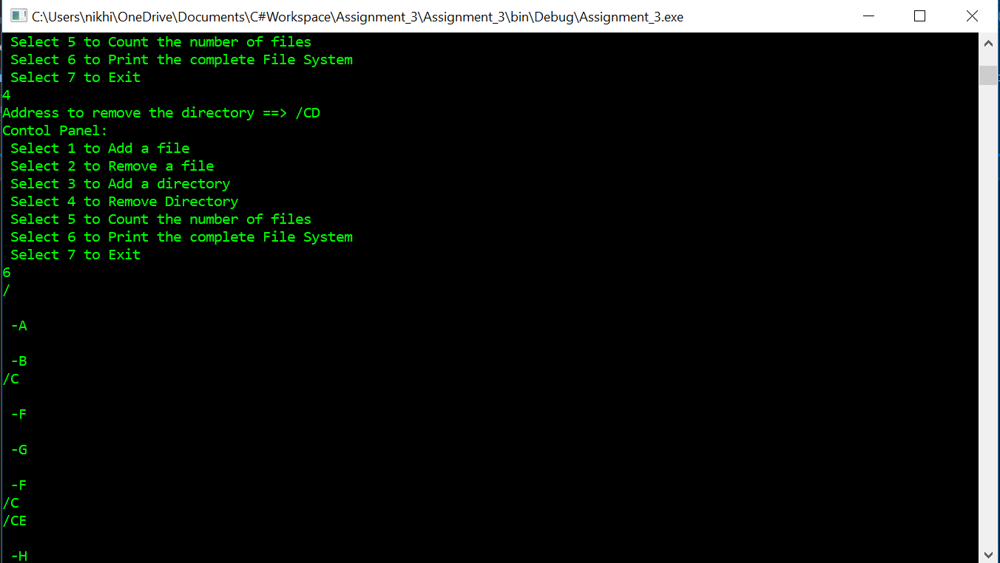 C:\Users\nikhi\OneDrive\Documents\C#Workspace\Assignment_3\Assignment_3\bin\Debug\Assignment_3.exe
Select 5 to Count the number of files
Select 6 to Print the complete File System
Select 7 to Exit
4
Address to remove the directory ==> /CD
Contol Panel:
Select 1 to Add a file
Select 2 to Remove a file
Select 3 to Add a directory
Select 4 to Remove Directory
Select 5 to Count the number of files
Select 6 to Print the complete File System
Select 7 to Exit
6
/
-A
-B
/C
-F
-G
-F
/C
/CE
-H